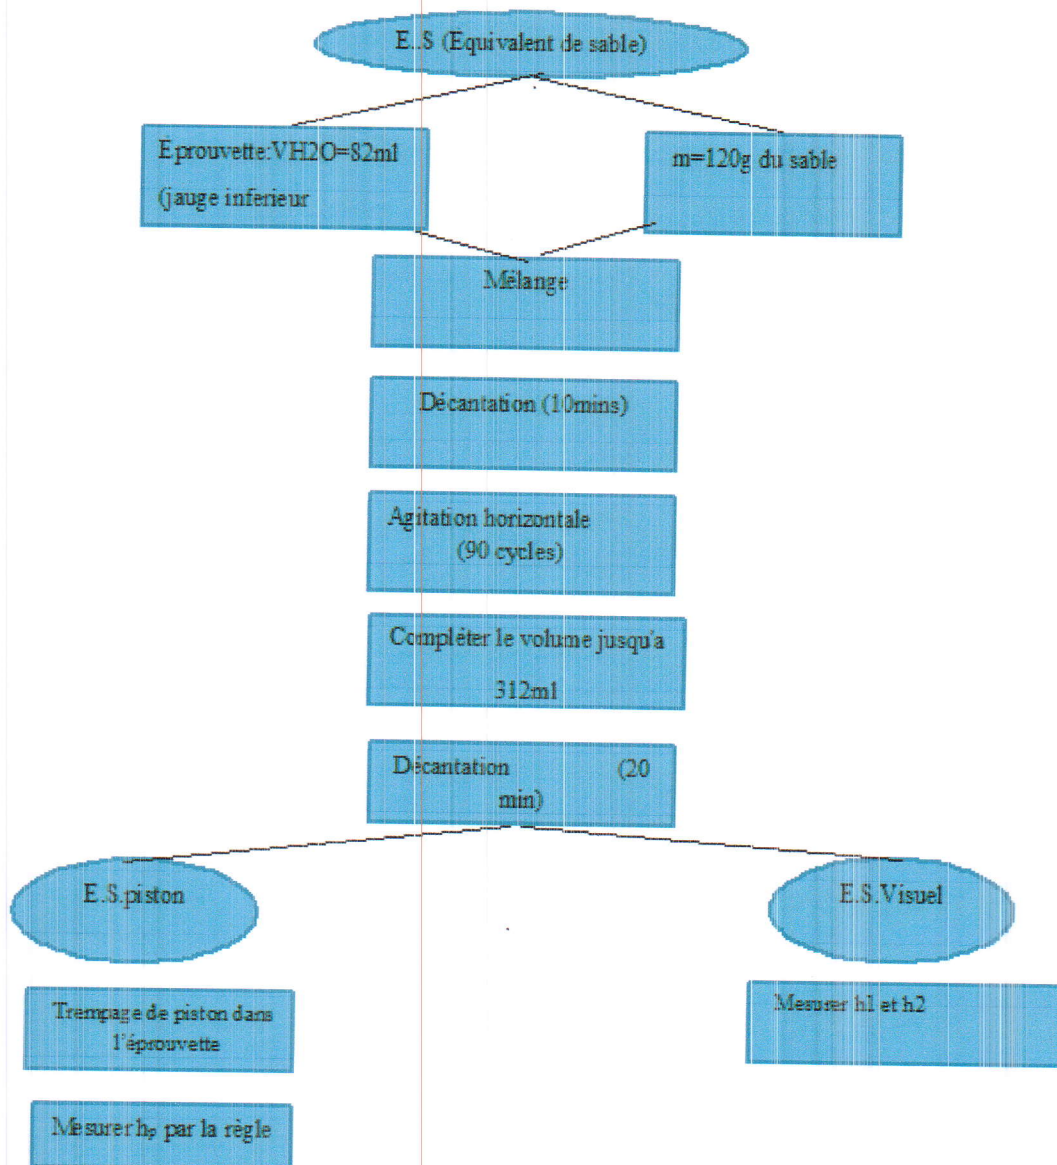 E..S (Equivalent de sable)
Éprouvette:VH2O=82ml
(jauge inferieur
m=120g du sable
Mélange
Décantation (10mins)
Agitation horizontale
(90 cycles)
Compléter le volume jusqu'a
312ml
Décantation (20
min)
E.S.piston
E.S.Visuel
Trempage de piston dans
l'éprouvette
Mesurer h1 et h2
Mesurer hₚ par la règle